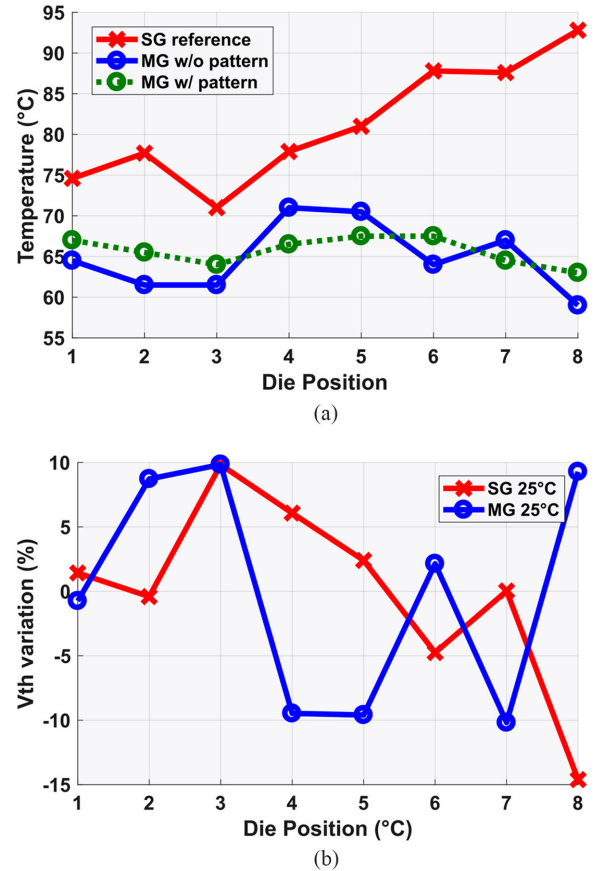 95
90
85
80
75
70
65
60
55
Temperature (°C)
SG reference
MG w/o pattern
MG w/ pattern
1 2 3 4 5 6 7 8
Die Position
(a)
10
5
0
-5
-10
-15
Vth variation (%)
SG 25°C
MG 25°C
1 2 3 4 5 6 7 8
Die Position (°C)
(b)